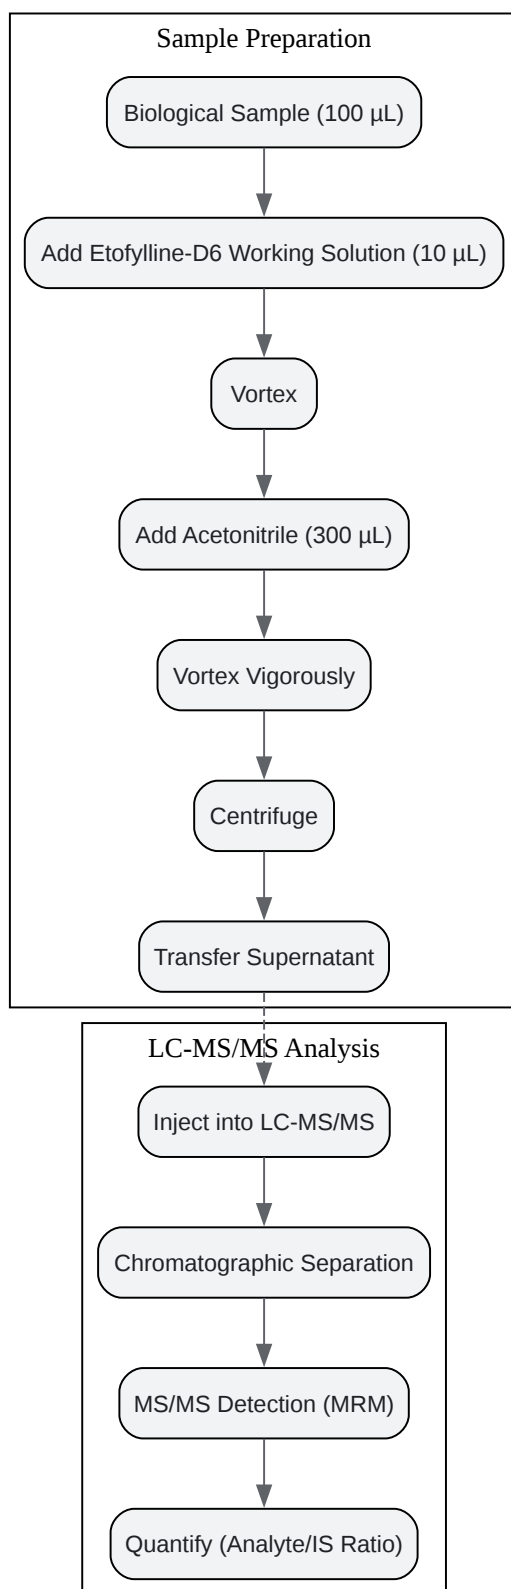 Sample Preparation
Biological Sample (100 µL)
Add Etofylline-D6 Working Solution (10 µL)
Vortex
Add Acetonitrile (300 µL)
Vortex Vigorously
Centrifuge
Transfer Supernatant
LC-MS/MS Analysis
Inject into LC-MS/MS
Chromatographic Separation
MS/MS Detection (MRM)
Quantify (Analyte/IS Ratio)